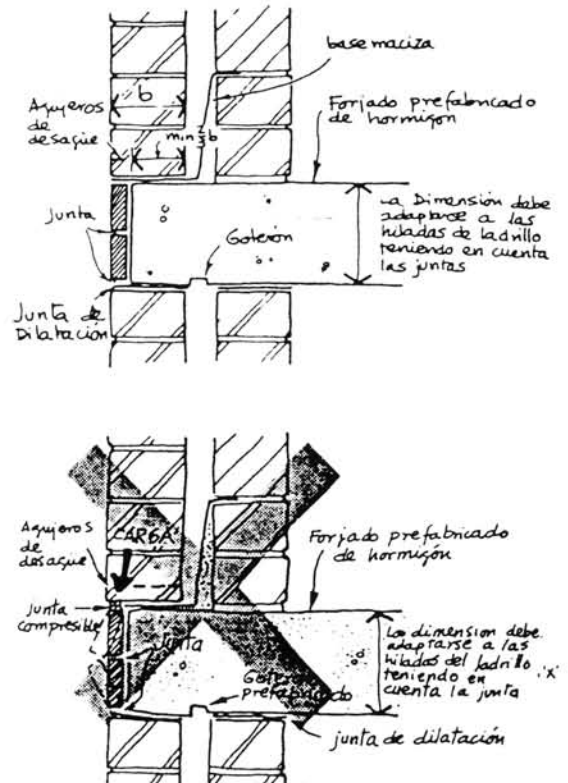 base maciza
b
Agujeros
de
desagüe
min 2/3 b
Forjado prefabricado
de hormigón
Junta
Goterón
La Dimensión debe
adaptarse a las
hiladas de ladrillo
teniendo en cuenta
las juntas
Junta de
Dilatación
Agujeros
de
desagüe
CARGA
Forjado prefabricado
de hormigón
Junta
compresible
Junta
Goterón
prefabricado
La dimension debe
adaptarse a las
hiladas del ladrillo
teniendo en
cuenta la junta
"X"
junta de dilatación